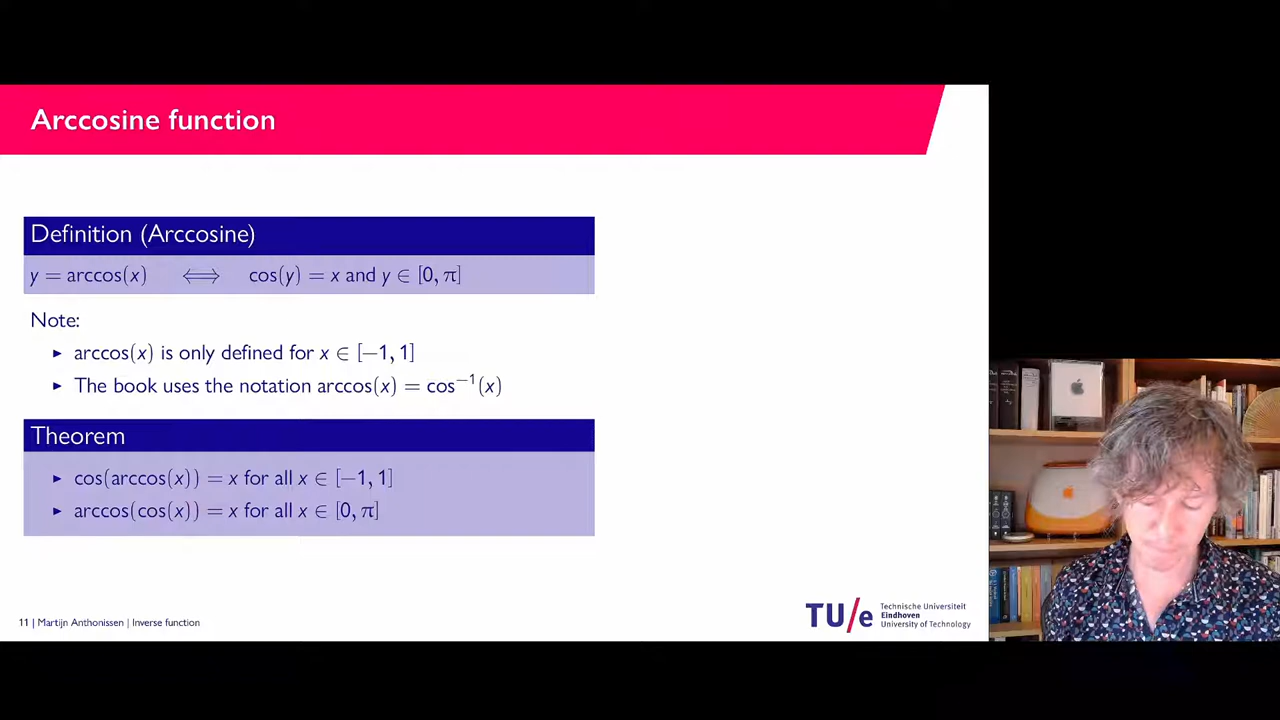 Arccosine function
Definition (Arccosine)
y = arccos(x) ⟺ cos(y) = x and y ∈ [0, π]
Note:
▸ arccos(x) is only defined for x ∈ [−1, 1]
▸ The book uses the notation arccos(x) = cos⁻¹(x)
Theorem
▸ cos(arccos(x)) = x for all x ∈ [−1, 1]
▸ arccos(cos(x)) = x for all x ∈ [0, π]
11 | Martijn Anthonissen | Inverse function
TU/e
Technische Universiteit
Eindhoven
University of Technology